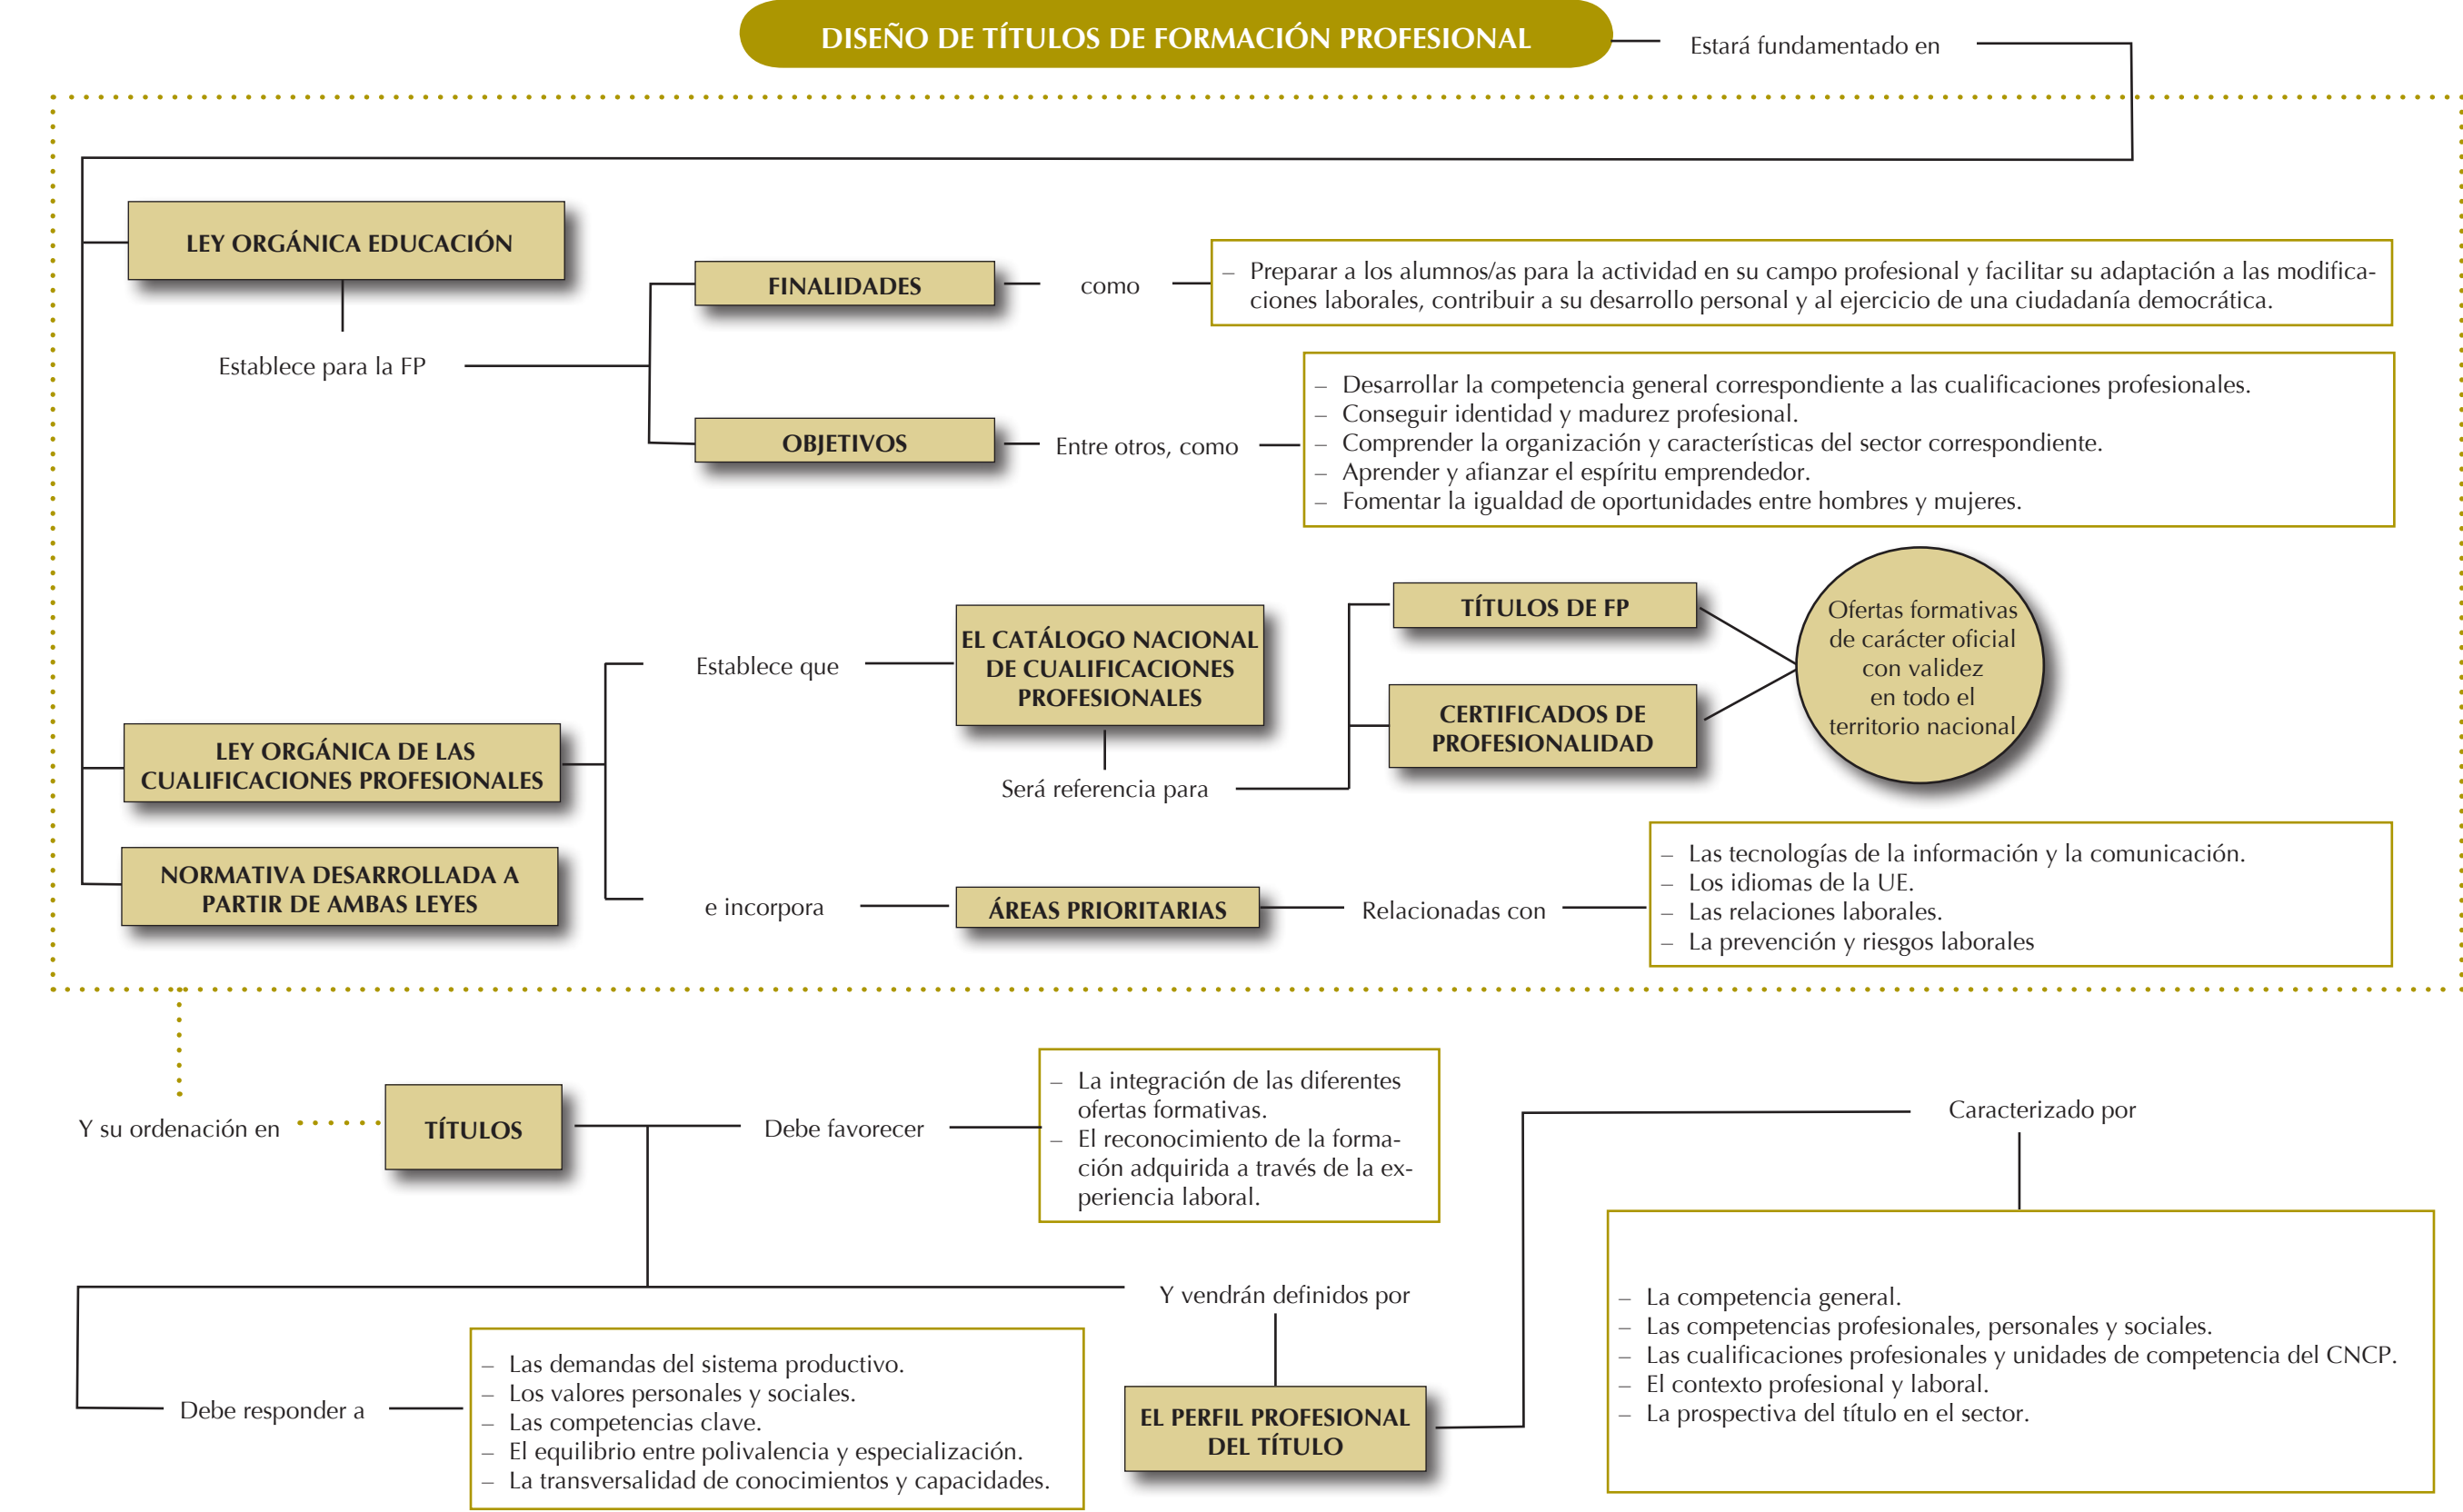 DISEÑO DE TÍTULOS DE FORMACIÓN PROFESIONAL
Estará fundamentado en
LEY ORGÁNICA EDUCACIÓN
Establece para la FP
FINALIDADES
como
– Preparar a los alumnos/as para la actividad en su campo profesional y facilitar su adaptación a las modifica-
ciones laborales, contribuir a su desarrollo personal y al ejercicio de una ciudadanía democrática.
OBJETIVOS
Entre otros, como
– Desarrollar la competencia general correspondiente a las cualificaciones profesionales.
– Conseguir identidad y madurez profesional.
– Comprender la organización y características del sector correspondiente.
– Aprender y afianzar el espíritu emprendedor.
– Fomentar la igualdad de oportunidades entre hombres y mujeres.
LEY ORGÁNICA DE LAS
CUALIFICACIONES PROFESIONALES
Establece que
EL CATÁLOGO NACIONAL
DE CUALIFICACIONES
PROFESIONALES
Será referencia para
TÍTULOS DE FP
CERTIFICADOS DE
PROFESIONALIDAD
Ofertas formativas
de carácter oficial
con validez
en todo el
territorio nacional
e incorpora
ÁREAS PRIORITARIAS
Relacionadas con
– Las tecnologías de la información y la comunicación.
– Los idiomas de la UE.
– Las relaciones laborales.
– La prevención y riesgos laborales
NORMATIVA DESARROLLADA A
PARTIR DE AMBAS LEYES
Y su ordenación en
TÍTULOS
Debe favorecer
– La integración de las diferentes
ofertas formativas.
– El reconocimiento de la forma-
ción adquirida a través de la ex-
periencia laboral.
Debe responder a
– Las demandas del sistema productivo.
– Los valores personales y sociales.
– Las competencias clave.
– El equilibrio entre polivalencia y especialización.
– La transversalidad de conocimientos y capacidades.
Y vendrán definidos por
EL PERFIL PROFESIONAL
DEL TÍTULO
Caracterizado por
– La competencia general.
– Las competencias profesionales, personales y sociales.
– Las cualificaciones profesionales y unidades de competencia del CNCP.
– El contexto profesional y laboral.
– La prospectiva del título en el sector.